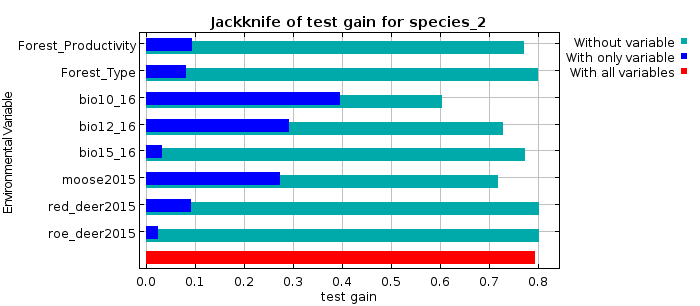 Jackknife of test gain for species_2
Environmental Variable
Forest_Productivity
Forest_Type
bio10_16
bio12_16
bio15_16
moose2015
red_deer2015
roe_deer2015
0.0 0.1 0.2 0.3 0.4 0.5 0.6 0.7 0.8
test gain
Without variable
With only variable
With all variables